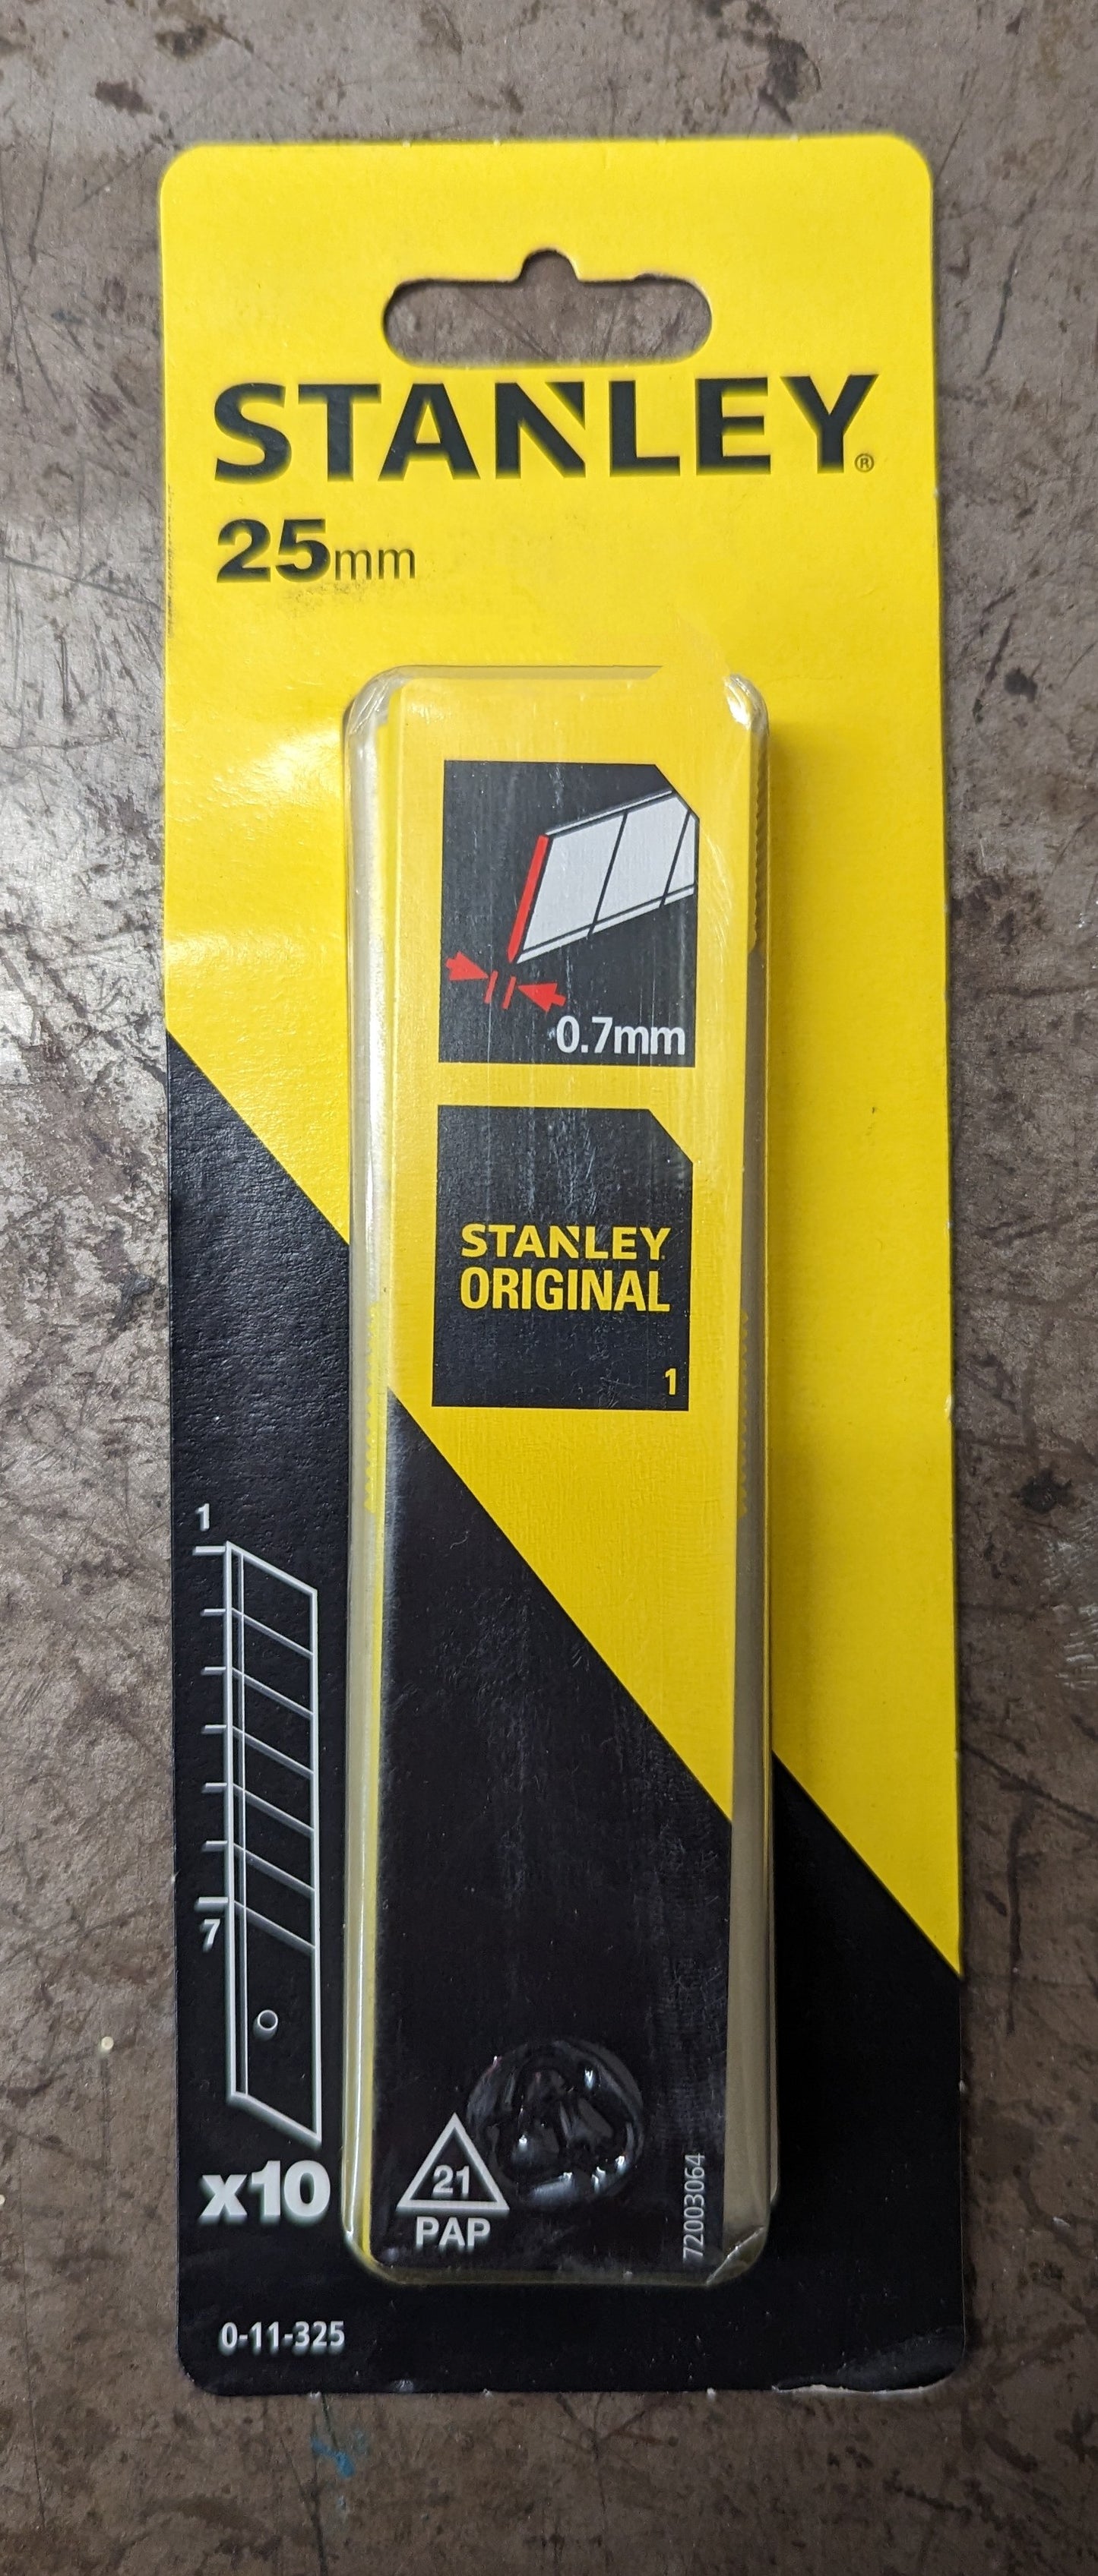 STANLEY®
25mm
0.7mm
STANLEY
ORIGINAL
1
1
7
x10
21
PAP
72003064
0-11-325